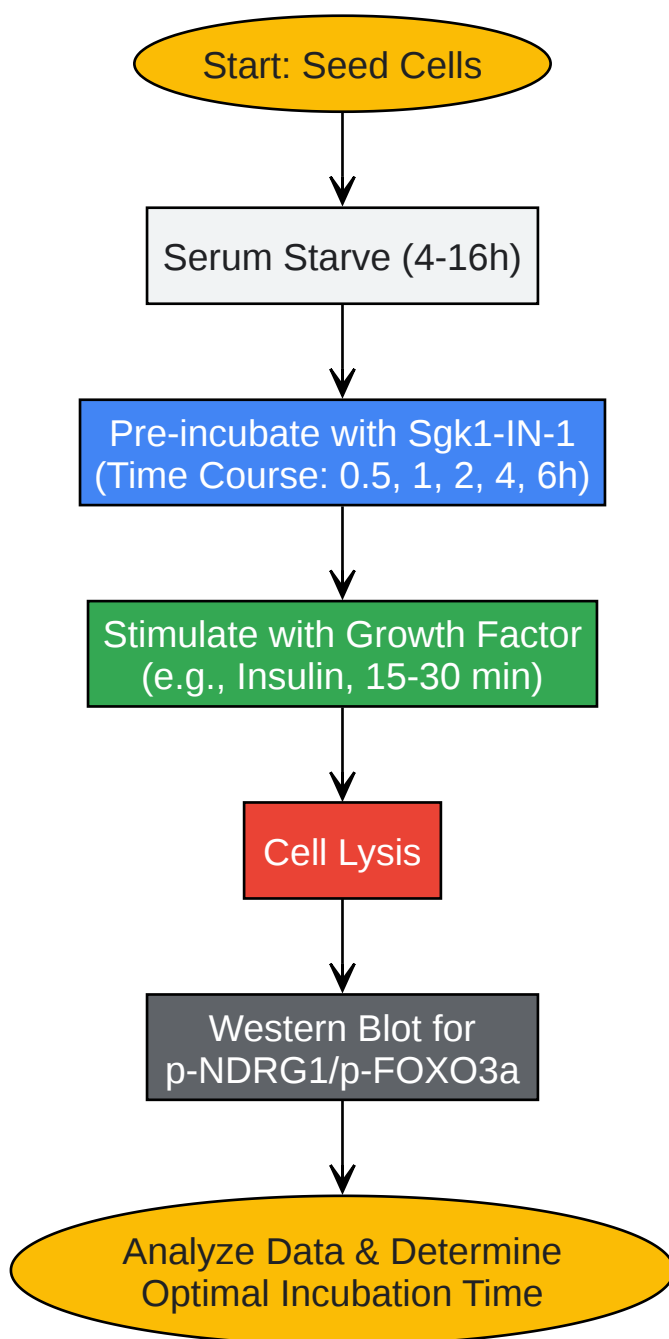 Start: Seed Cells
Serum Starve (4-16h)
Pre-incubate with Sgk1-IN-1
(Time Course: 0.5, 1, 2, 4, 6h)
Stimulate with Growth Factor
(e.g., Insulin, 15-30 min)
Cell Lysis
Western Blot for
p-NDRG1/p-FOXO3a
Analyze Data & Determine
Optimal Incubation Time